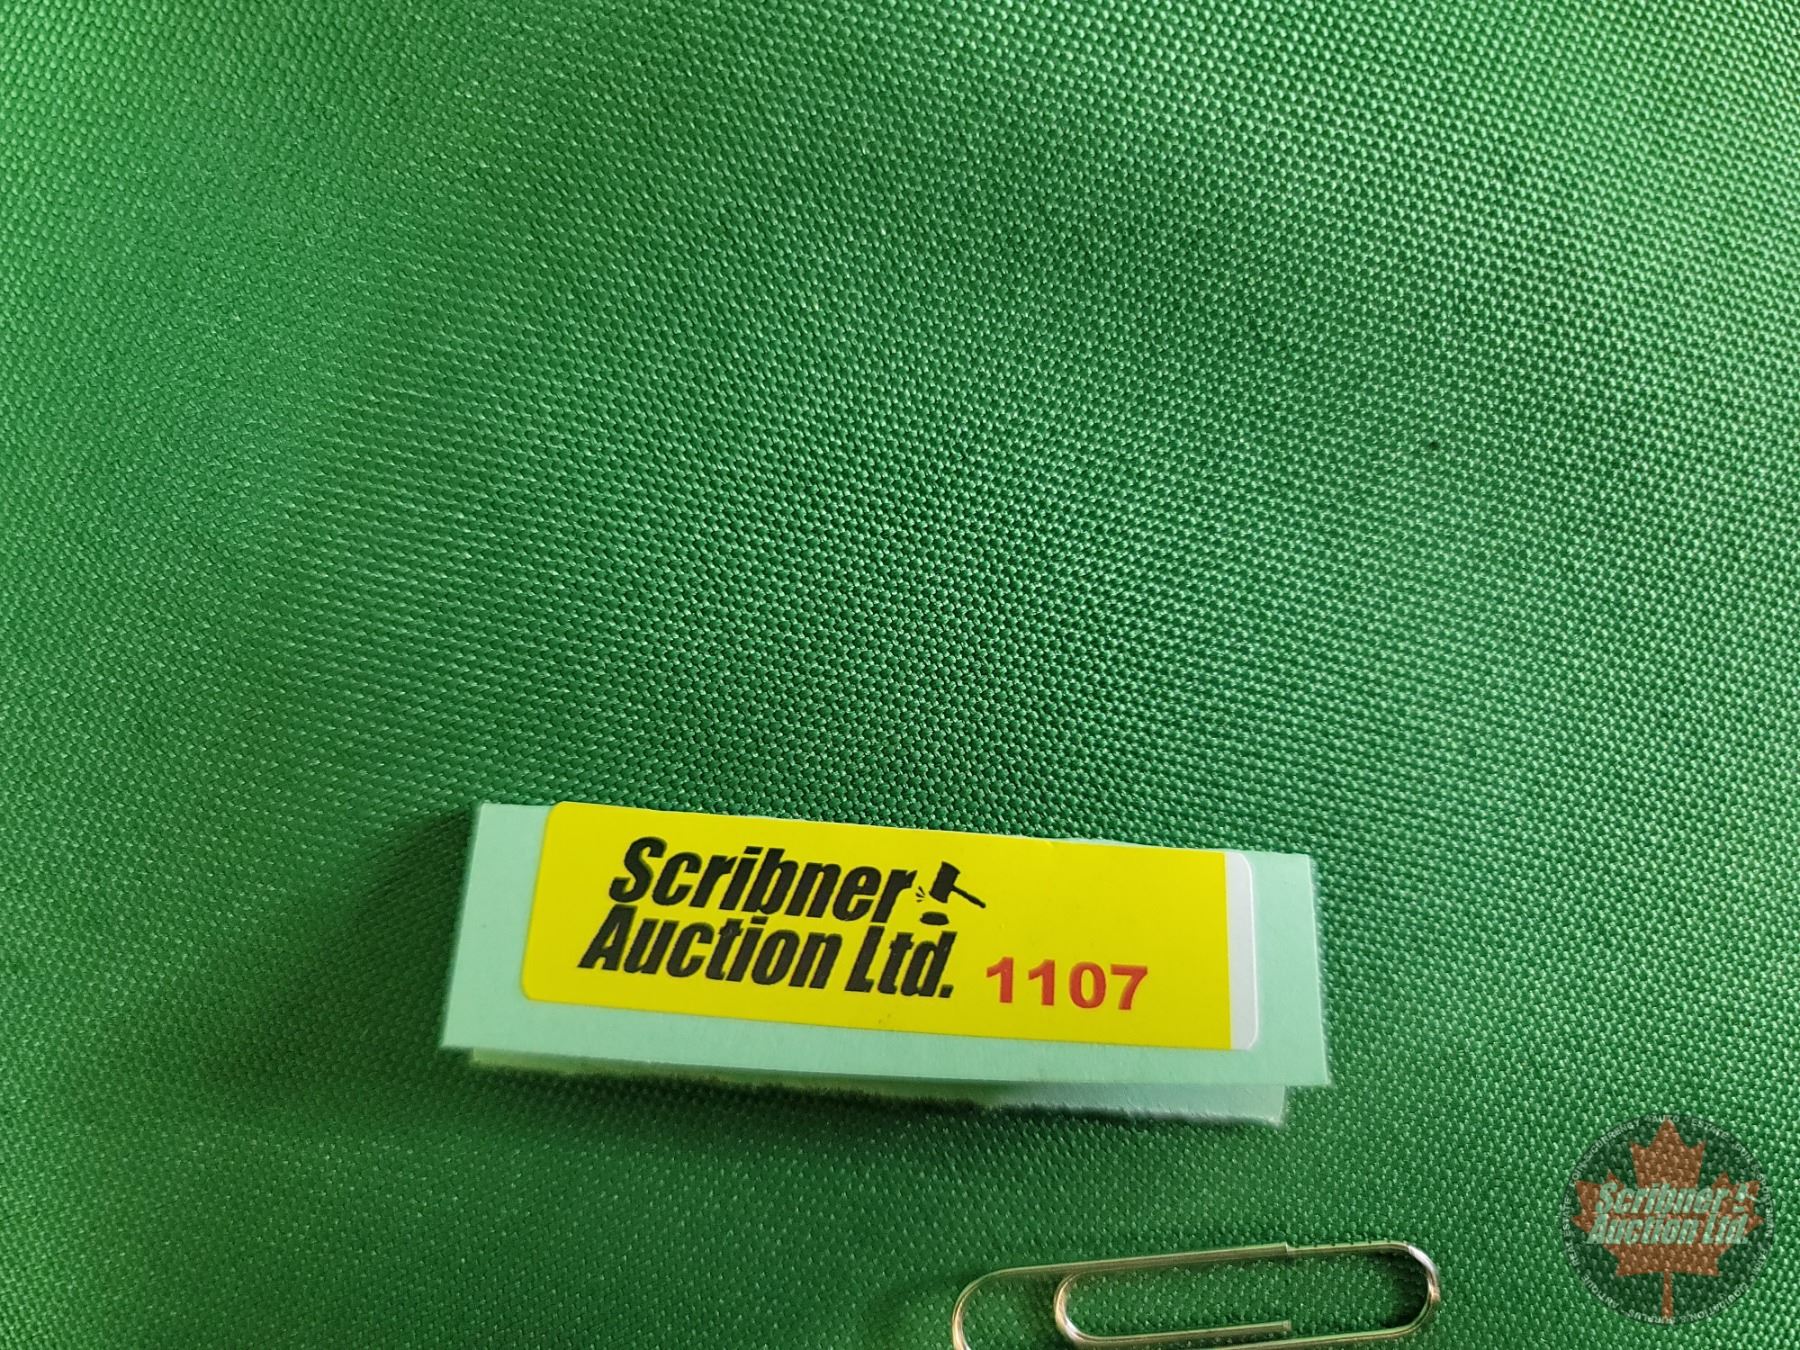 Scribner
Auction Ltd. 1107
Scribner
Auction Ltd.